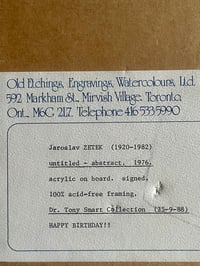 Old Etchings, Engravings, Watercolours, Ltd.
592 Markham St., Mirvish Village, Toronto,
Ont., M6G 2L7. Telephone 416 533-5990
Jaroslav ZETEK (1920-1982)
untitled - abstract. 1976.
acrylic on board. signed.
100% acid-free framing.
Dr. Tony Smart Collection (25-9-88)
HAPPY BIRTHDAY!!